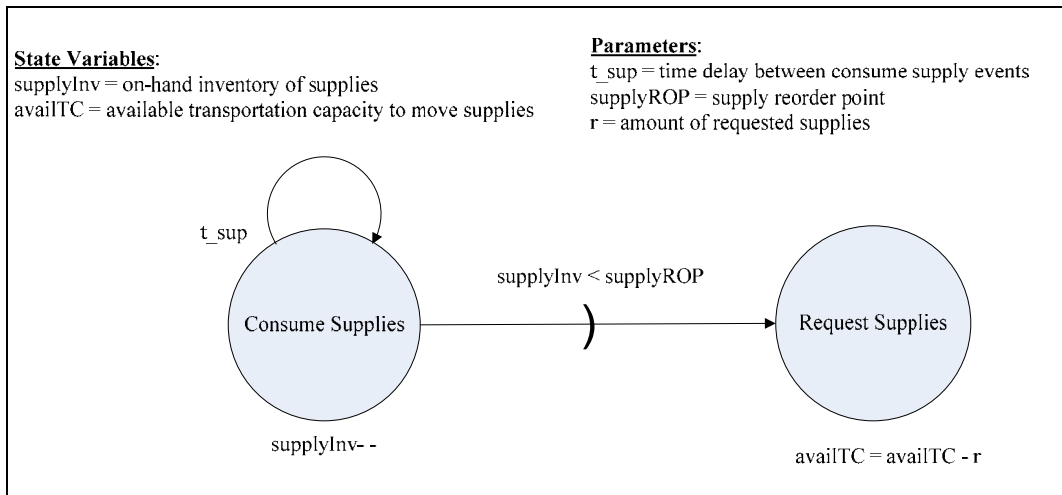 State Variables:
supplyInv = on-hand inventory of supplies
availTC = available transportation capacity to move supplies
Parameters:
t_sup = time delay between consume supply events
supplyROP = supply reorder point
r = amount of requested supplies
t_sup
supplyInv < supplyROP
)
Consume Supplies
Request Supplies
supplyInv- -
availTC = availTC - r